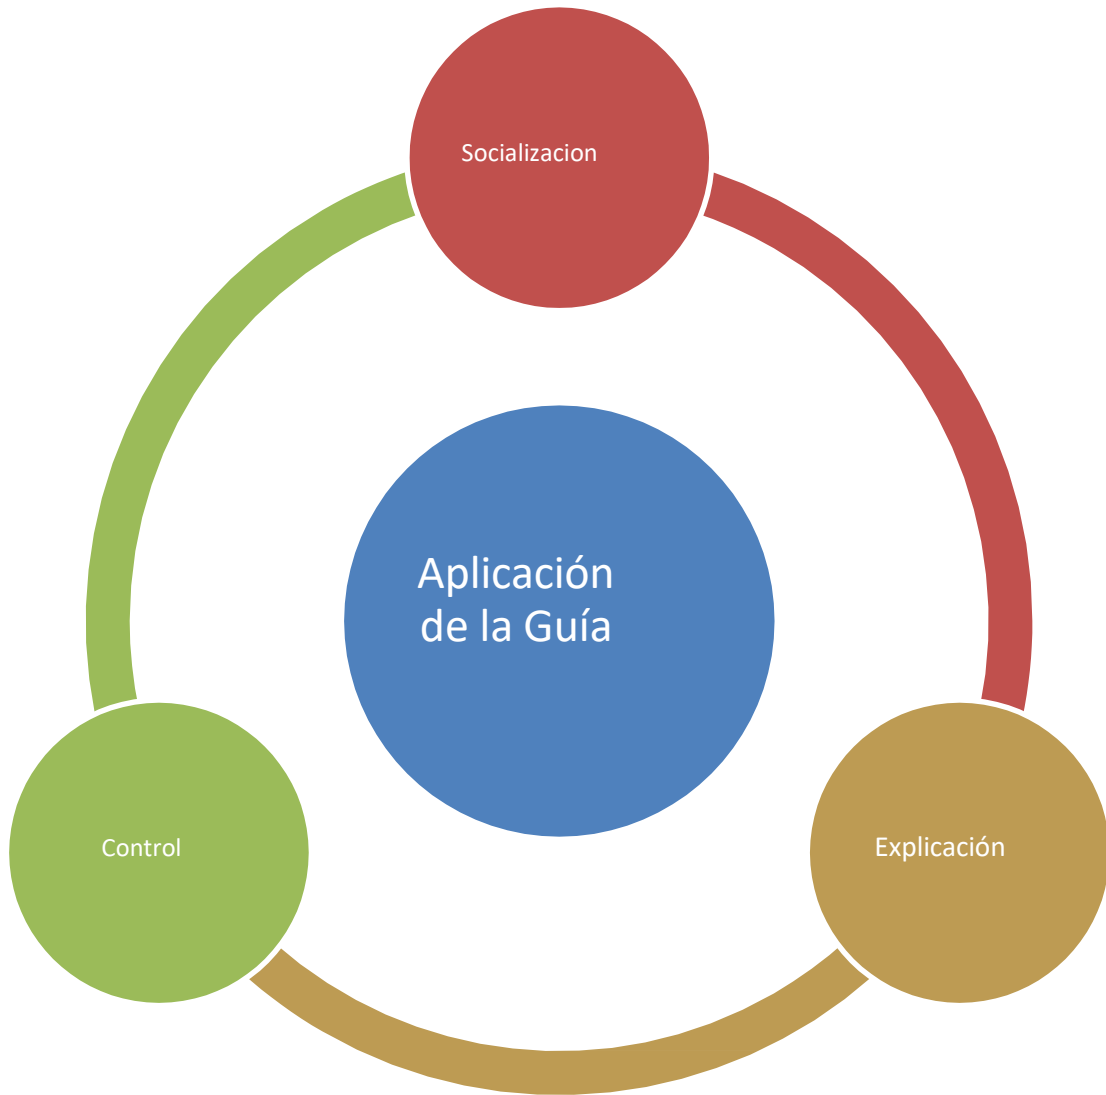 Socializacion
Aplicación
de la Guía
Control
Explicación